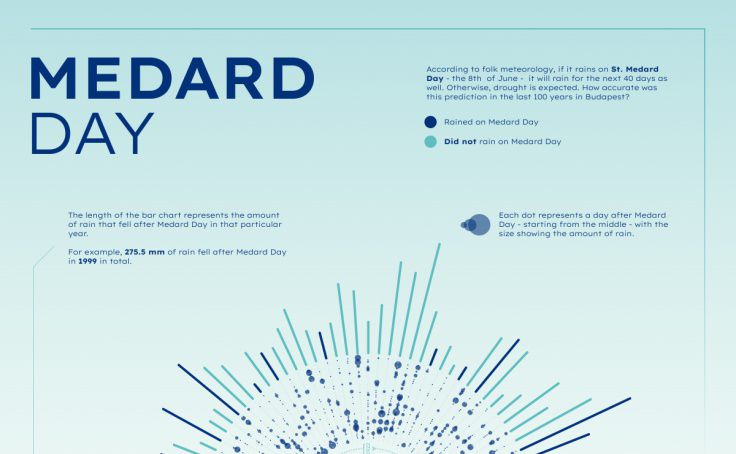 MEDARD
DAY
According to folk meteorology, if it rains on St. Medard
Day - the 8th of June - it will rain for the next 40 days as
well. Otherwise, drought is expected. How accurate was
this prediction in the last 100 years in Budapest?
Rained on Medard Day
Did not rain on Medard Day
The length of the bar chart represents the amount
of rain that fell after Medard Day in that particular
year.
For example, 275.5 mm of rain fell after Medard Day
in 1999 in total.
Each dot represents a day after Medard
Day - starting from the middle - with the
size showing the amount of rain.